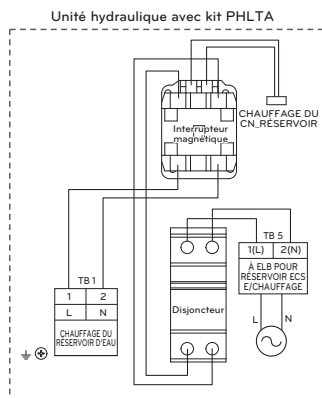 Unité hydraulique avec kit PHLTA
CHAUFFAGE DU
CN_RÉSERVOIR
Interrupteur
magnétique
TB 5
1(L) 2(N)
À ELB POUR
RÉSERVOIR ECS
E/CHAUFFAGE
L N
TB 1
1 2
L N
CHAUFFAGE DU
RÉSERVOIR D'EAU
Disjoncteur